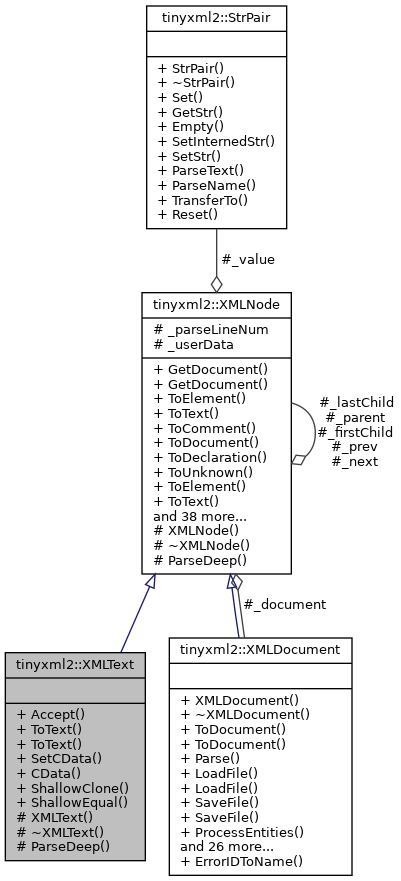 tinyxml2::StrPair
+ StrPair()
+ ~StrPair()
+ Set()
+ GetStr()
+ Empty()
+ SetInternedStr()
+ SetStr()
+ ParseText()
+ ParseName()
+ TransferTo()
+ Reset()
#_value
tinyxml2::XMLNode
# _parseLineNum
# _userData
+ GetDocument()
+ GetDocument()
+ ToElement()
+ ToText()
+ ToComment()
+ ToDocument()
+ ToDeclaration()
+ ToUnknown()
+ ToElement()
+ ToText()
and 38 more...
# XMLNode()
# ~XMLNode()
# ParseDeep()
#_lastChild
#_parent
#_firstChild
#_prev
#_next
#_document
tinyxml2::XMLText
+ Accept()
+ ToText()
+ ToText()
+ SetCData()
+ CData()
+ ShallowClone()
+ ShallowEqual()
# XMLText()
# ~XMLText()
# ParseDeep()
tinyxml2::XMLDocument
+ XMLDocument()
+ ~XMLDocument()
+ ToDocument()
+ ToDocument()
+ Parse()
+ LoadFile()
+ LoadFile()
+ SaveFile()
+ SaveFile()
+ ProcessEntities()
and 26 more...
+ ErrorIDToName()